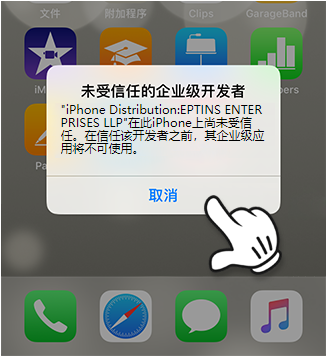 文件
附加程序
Clips
GarageBand
未受信任的企业级开发者
"iPhone Distribution:EPTINS ENTER
PRISES LLP"在此iPhone上尚未受信
任。在信任该开发者之前，其企业级应
用将不可使用。
取消